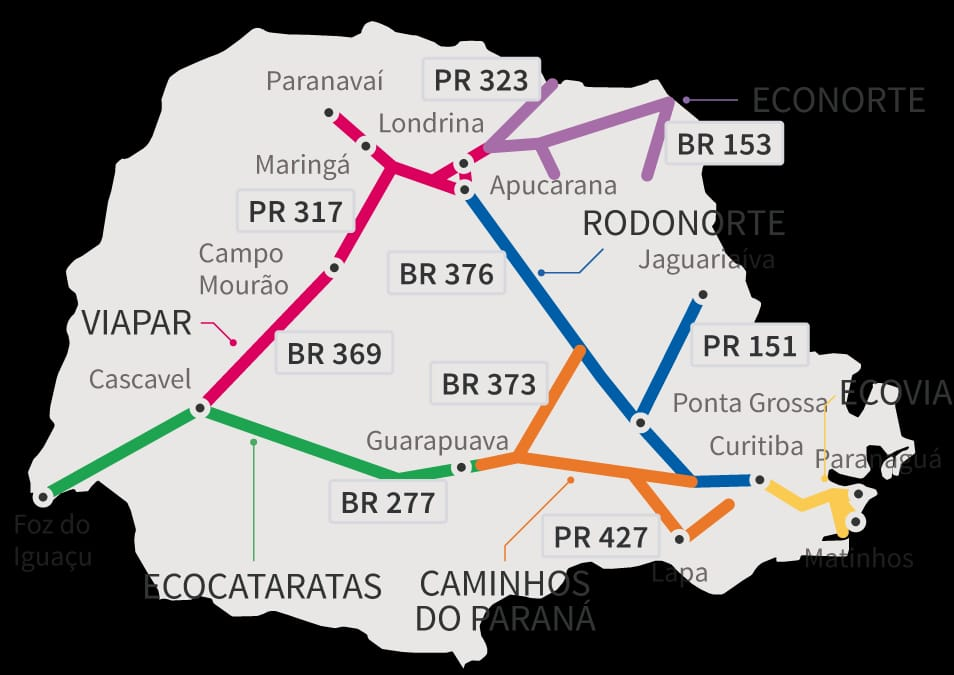 PR 323
Paranavaí
ECONORTE
Londrina
BR 153
Maringá
Apucarana
PR 317
RODONORTE
Campo
Mourão
BR 376
Jaguariaíva
VIAPAR
BR 369
PR 151
Cascavel
BR 373
ECOVIA
Ponta Grossa
Guarapuava
Curitiba
Paranaguá
BR 277
Foz do
Iguaçu
PR 427
Matinhos
Lapa
ECOCATARATAS
CAMINHOS
DO PARANÁ